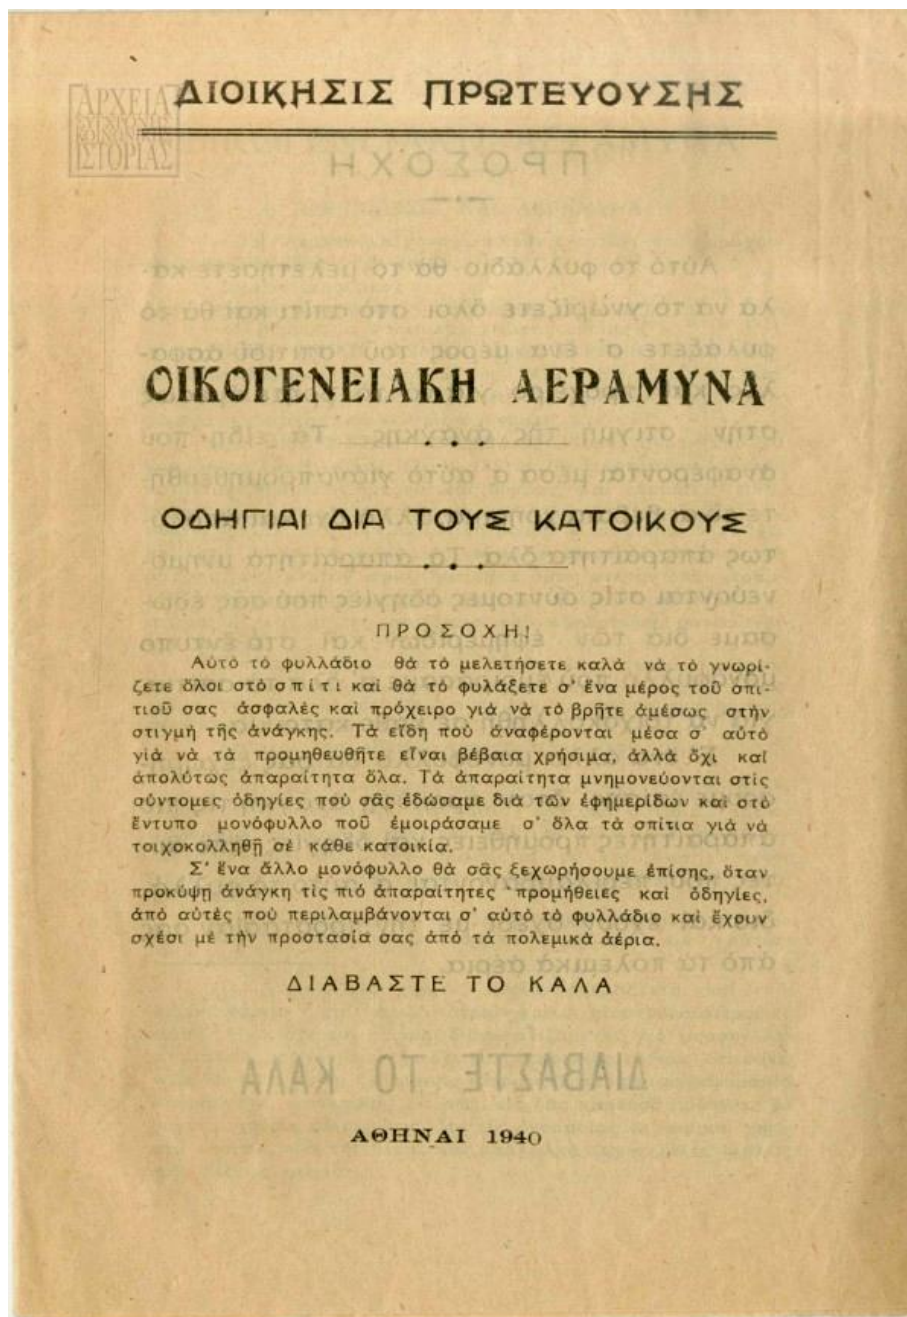 ΑΡΧΕΙΑ
ΙΣΤΟΡΙΑΣ
ΔΙΟΙΚΗΣΙΣ ΠΡΩΤΕΥΟΥΣΗΣ
ΟΙΚΟΓΕΝΕΙΑΚΗ ΑΕΡΑΜΥΝΑ
ΟΔΗΓΙΑΙ ΔΙΑ ΤΟΥΣ ΚΑΤΟΙΚΟΥΣ
ΠΡΟΣΟΧΗ!
Αὐτό τό φυλλάδιο θά τό μελετήσετε καλά νά τό γνωρί-
ζετε ὅλοι στό σπίτι καί θά τό φυλάξετε σ' ἕνα μέρος τοῦ σπι-
τιοῦ σας ἀσφαλές καί πρόχειρο γιά νά τό βρῆτε ἀμέσως στήν
στιγμή τῆς ἀνάγκης. Τά εἴδη πού ἀναφέρονται μέσα σ' αὐτό
γιά νά τά προμηθευθῆτε εἶναι βέβαια χρήσιμα, ἀλλά ὄχι καί
ἀπολύτως ἀπαραίτητα ὅλα. Τά ἀπαραίτητα μνημονεύονται στίς
σύντομες ὁδηγίες πού σᾶς ἐδώσαμε διά τῶν ἐφημερίδων καί στό
ἔντυπο μονόφυλλο ποῦ ἐμοιράσαμε σ' ὅλα τά σπίτια γιά νά
τοιχοκολληθῇ σέ κάθε κατοικία.
Σ' ἕνα ἄλλο μονόφυλλο θά σᾶς ξεχωρήσουμε ἐπίσης, ὅταν
προκύψῃ ἀνάγκη τίς πιό ἀπαραίτητες προμήθειες καί ὁδηγίες,
ἀπό αὐτές πού περιλαμβάνονται σ' αὐτό τό φυλλάδιο καί ἔχουν
σχέσι μέ τήν προστασία σας ἀπό τά πολεμικά ἀέρια.
ΔΙΑΒΑΣΤΕ ΤΟ ΚΑΛΑ
ΑΘΗΝΑΙ 1940